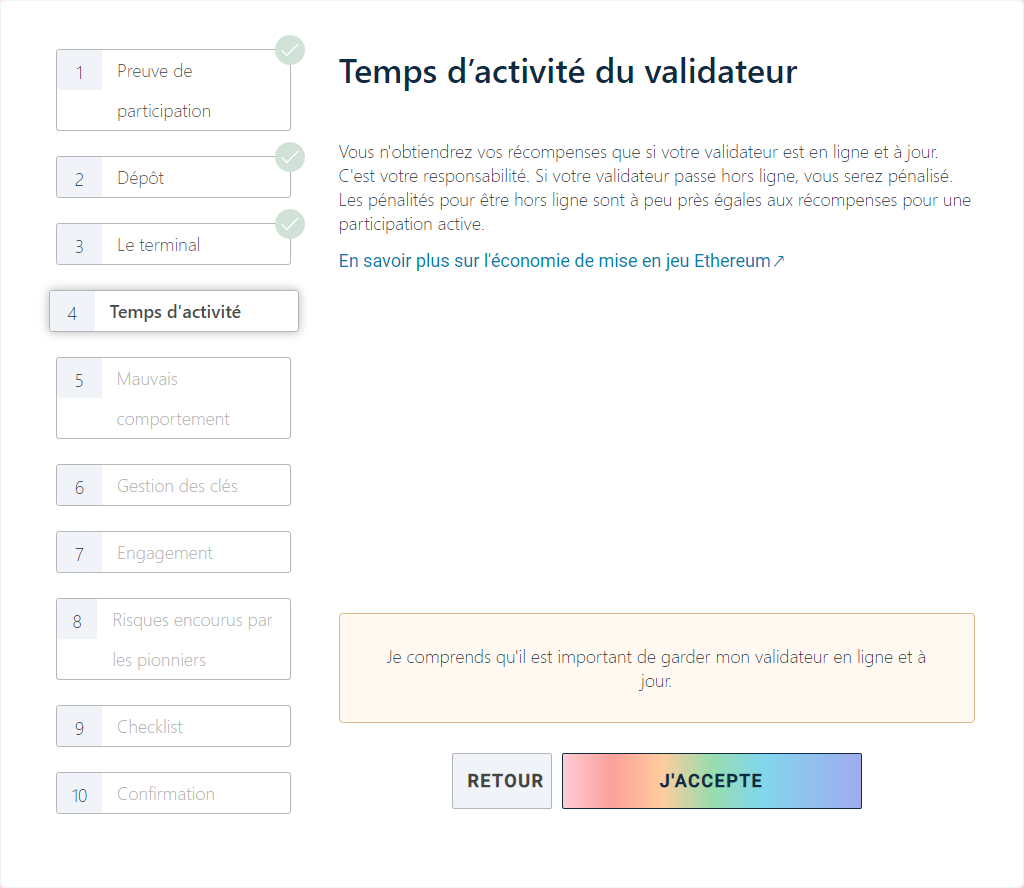 1
Preuve de
participation
2
Dépôt
3
Le terminal
4
Temps d'activité
5
Mauvais
comportement
6
Gestion des clés
7
Engagement
8
Risques encourus par
les pionniers
9
Checklist
10
Confirmation
Temps d’activité du validateur
Vous n'obtiendrez vos récompenses que si votre validateur est en ligne et à jour.
C'est votre responsabilité. Si votre validateur passe hors ligne, vous serez pénalisé.
Les pénalités pour être hors ligne sont à peu près égales aux récompenses pour une
participation active.
En savoir plus sur l'économie de mise en jeu Ethereum↗
Je comprends qu'il est important de garder mon validateur en ligne et à
jour.
RETOUR
J'ACCEPTE